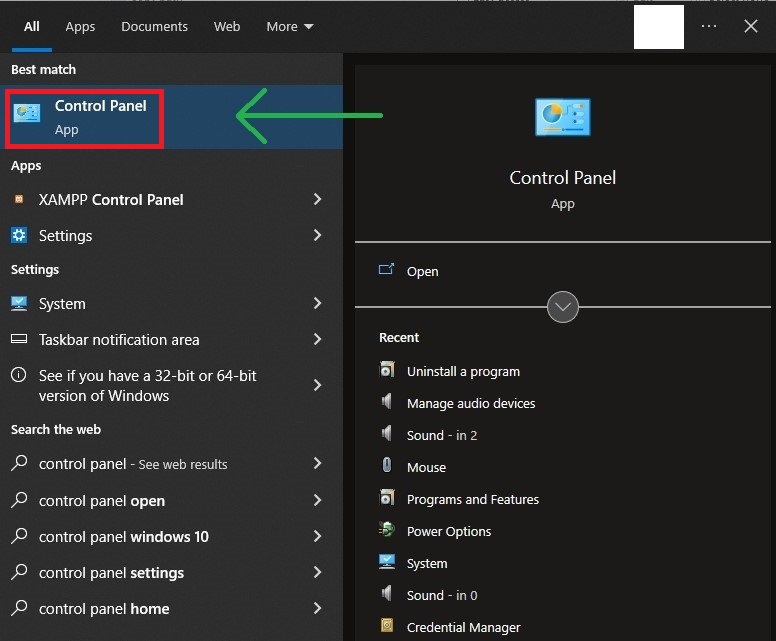 All
Apps
Documents
Web
More
Best match
Control Panel
App
Apps
XAMPP Control Panel
Settings
Settings
System
Taskbar notification area
See if you have a 32-bit or 64-bit
version of Windows
Search the web
control panel - See web results
control panel open
control panel windows 10
control panel settings
control panel home
Control Panel
App
Open
Recent
Uninstall a program
Manage audio devices
Sound - in 2
Mouse
Programs and Features
Power Options
System
Sound - in 0
Credential Manager